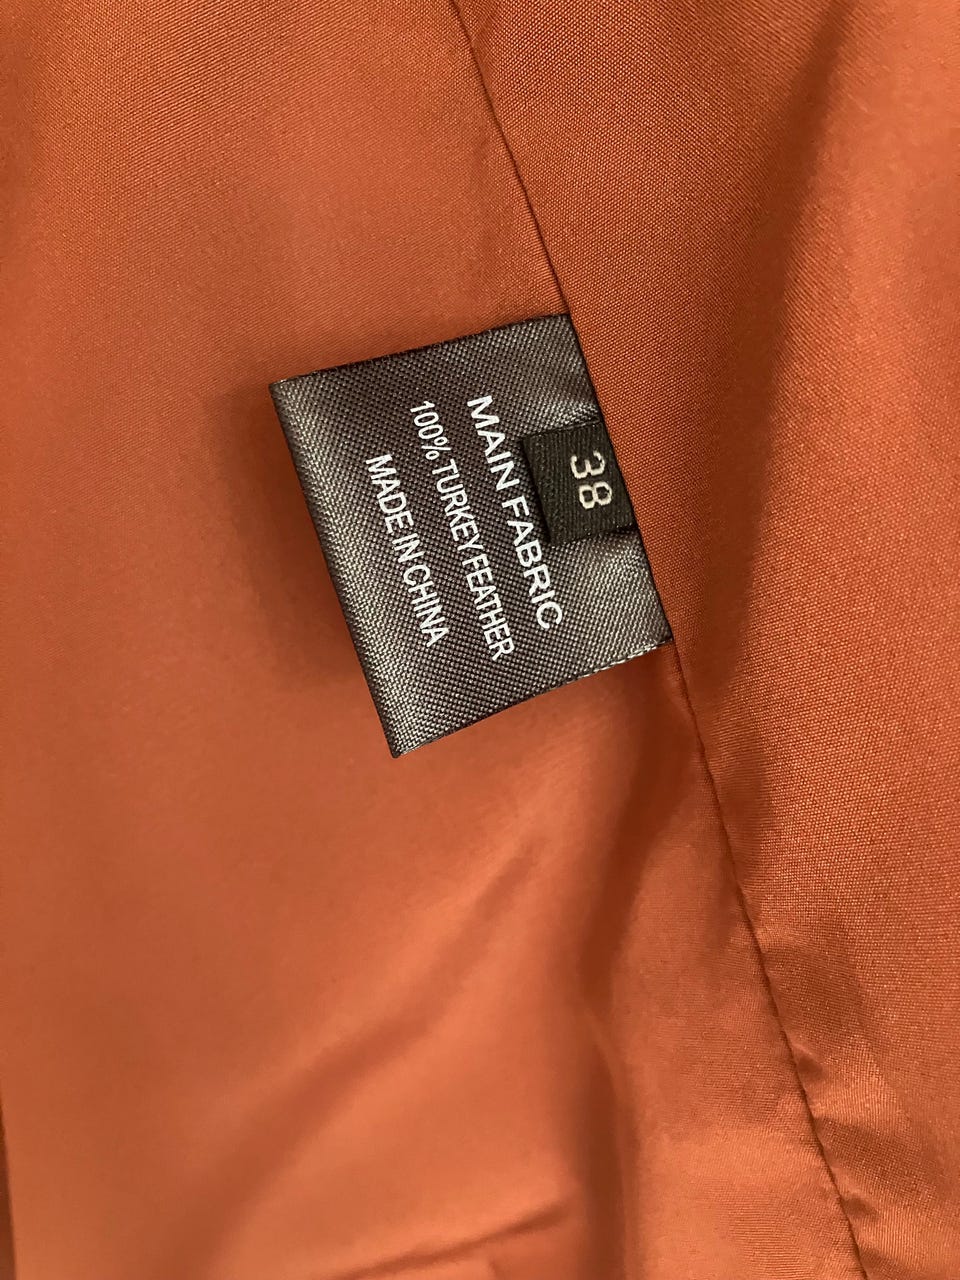 38
MAIN FABRIC
100% TURKEY FEATHER
MADE IN CHINA